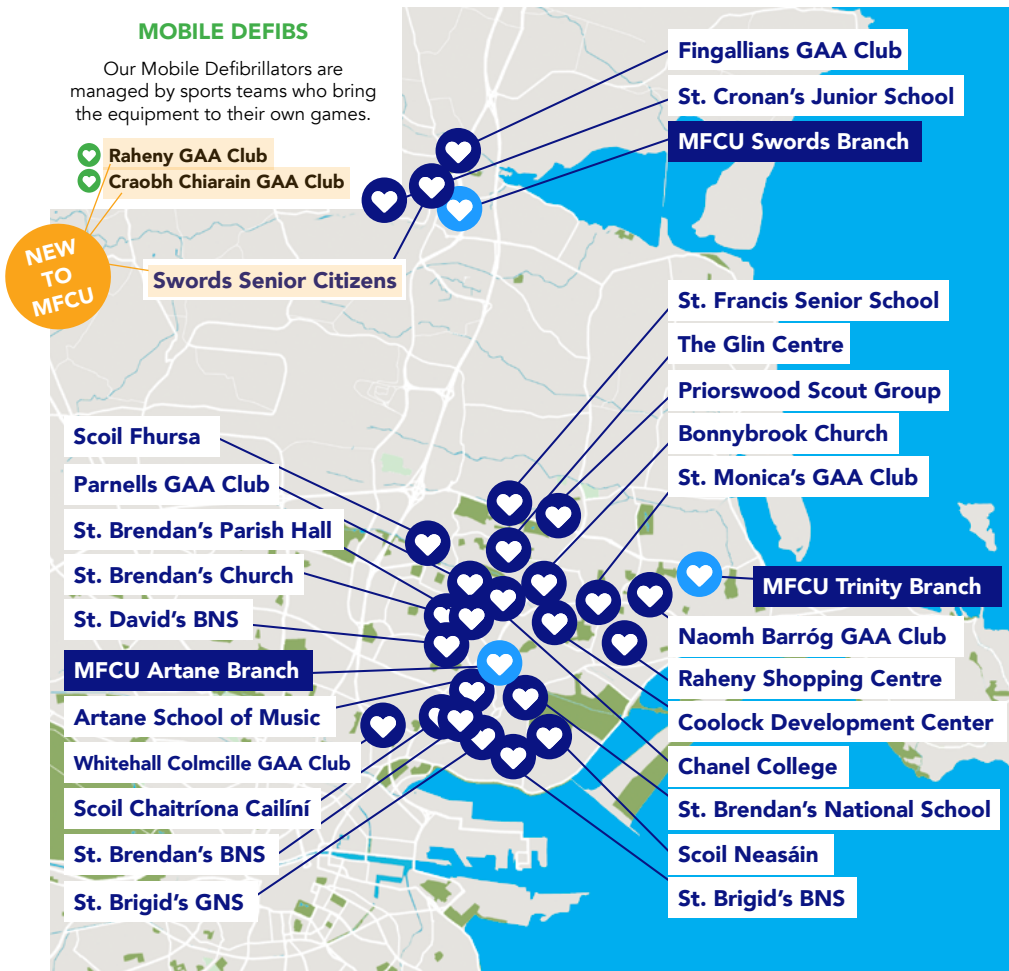 MOBILE DEFIBS
Our Mobile Defibrillators are
managed by sports teams who bring
the equipment to their own games.
Raheny GAA Club
Craobh Chiarain GAA Club
NEW
TO
MFCU
Swords Senior Citizens
Fingallians GAA Club
St. Cronan's Junior School
MFCU Swords Branch
St. Francis Senior School
The Glin Centre
Priorswood Scout Group
Bonnybrook Church
St. Monica's GAA Club
MFCU Trinity Branch
Naomh Barróg GAA Club
Raheny Shopping Centre
Coolock Development Center
Chanel College
St. Brendan's National School
Scoil Neasáin
St. Brigid's BNS
Scoil Fhursa
Parnells GAA Club
St. Brendan's Parish Hall
St. Brendan's Church
St. David's BNS
MFCU Artane Branch
Artane School of Music
Whitehall Colmcille GAA Club
Scoil Chaitríona Cailíní
St. Brendan's BNS
St. Brigid's GNS